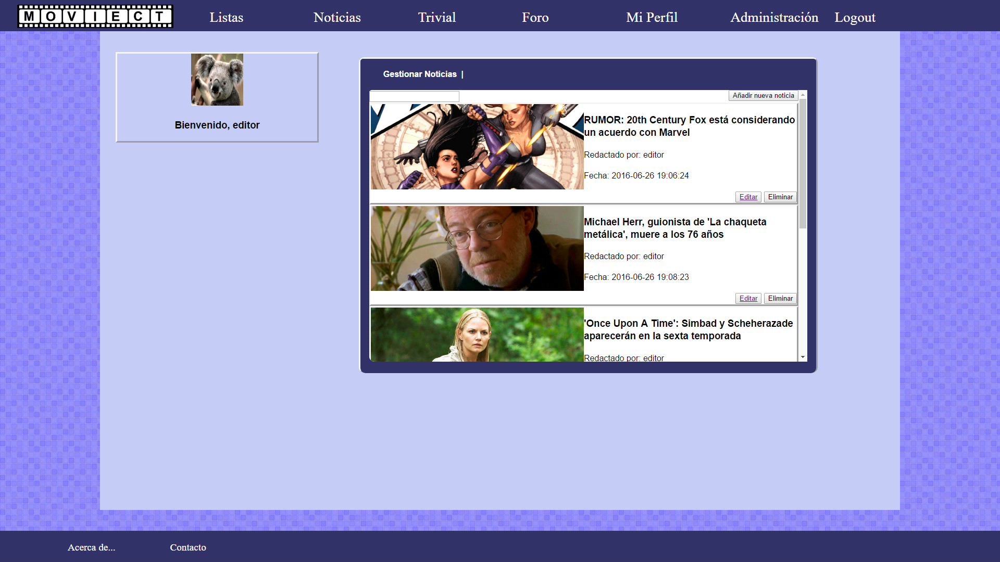 MOVIECT
Listas
Noticias
Trivial
Foro
Mi Perfil
Administración
Logout
Bienvenido, editor
Gestionar Noticias |
Añadir nueva noticia
RUMOR: 20th Century Fox está considerando
un acuerdo con Marvel
Redactado por: editor
Fecha: 2016-06-26 19:06:24
Editar
Eliminar
Michael Herr, guionista de 'La chaqueta
metálica', muere a los 76 años
Redactado por: editor
Fecha: 2016-06-26 19:08:23
Editar
Eliminar
'Once Upon A Time': Simbad y Scheherazade
aparecerán en la sexta temporada
Redactado por: editor
Acerca de...
Contacto